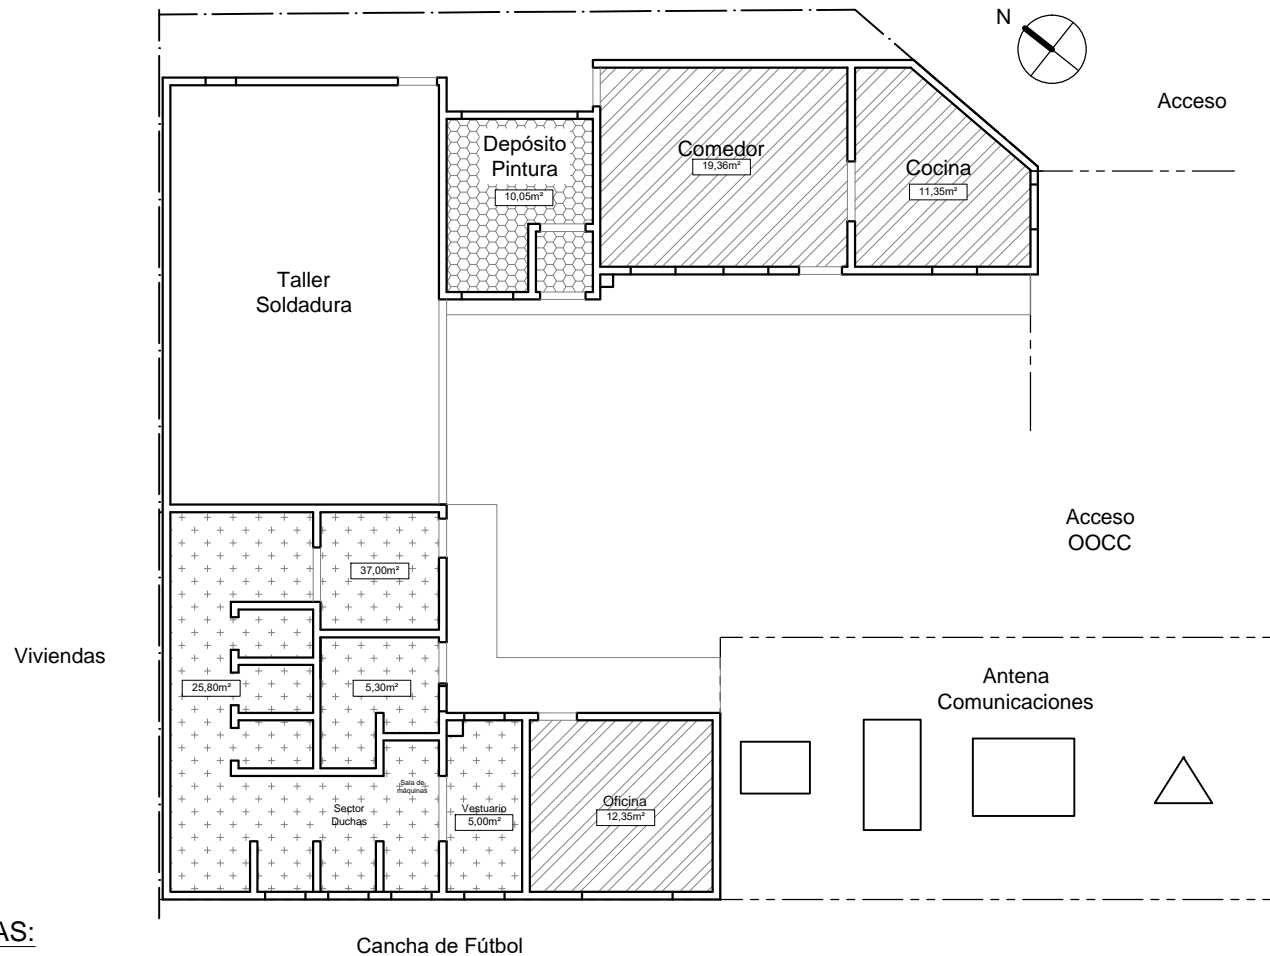 N
Acceso
Depósito
Pintura
10,05m²
Comedor
19,36m²
Cocina
11,35m²
Taller
Soldadura
Acceso
OOCC
37,00m²
Viviendas
25,80m²
5,30m²
Antena
Comunicaciones
Sala de
máquinas
Sector
Duchas
Vestuario
5,00m²
Oficina
12,35m²
AS:
Cancha de Fútbol